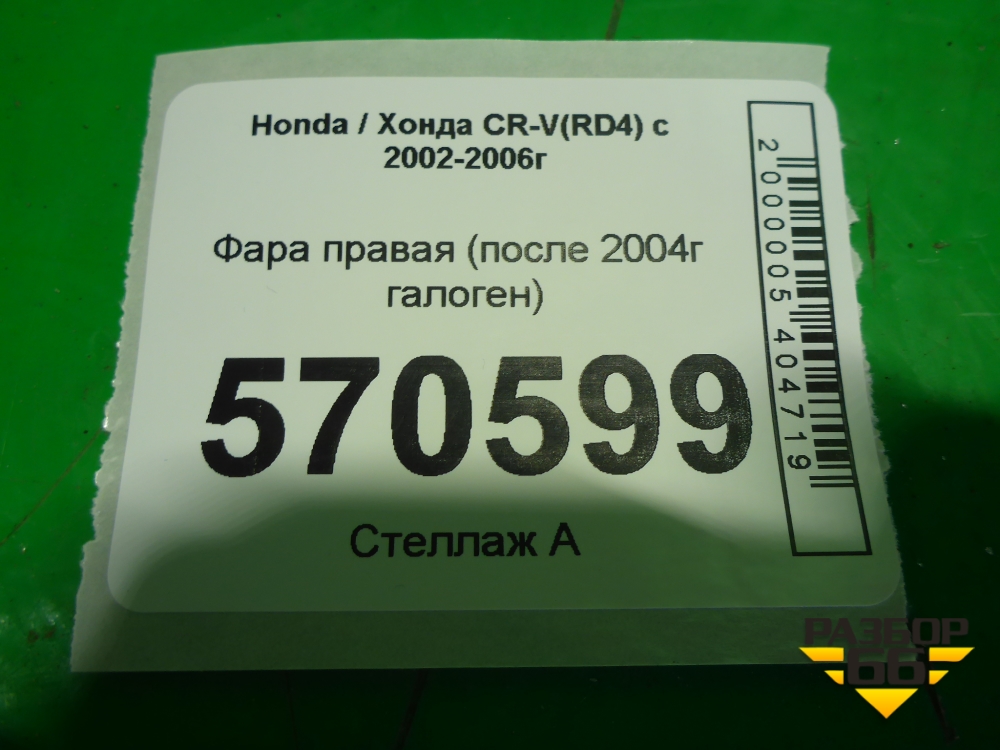 Honda / Хонда CR-V(RD4) с
2002-2006г
Фара правая (после 2004г
галоген)
570599
Стеллаж А
2000005404719
РАЗБОР
66